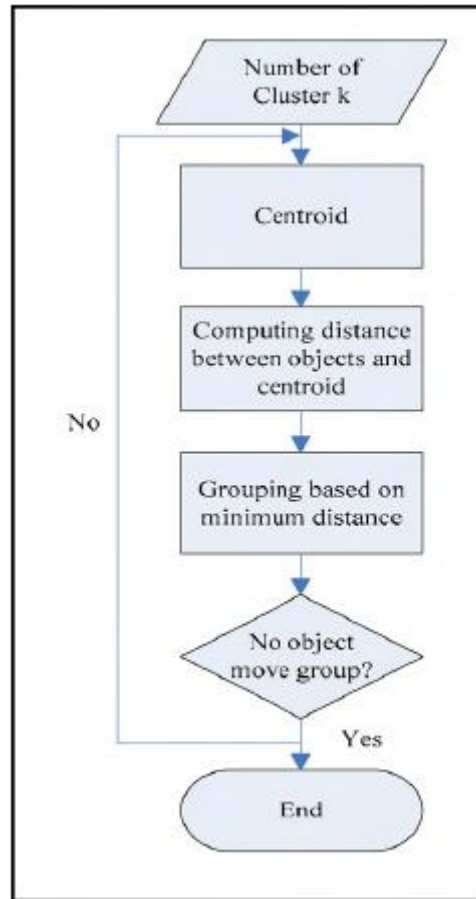 Number of
Cluster k
Centroid
Computing distance
between objects and
centroid
No
Grouping based on
minimum distance
No object
move group?
Yes
End